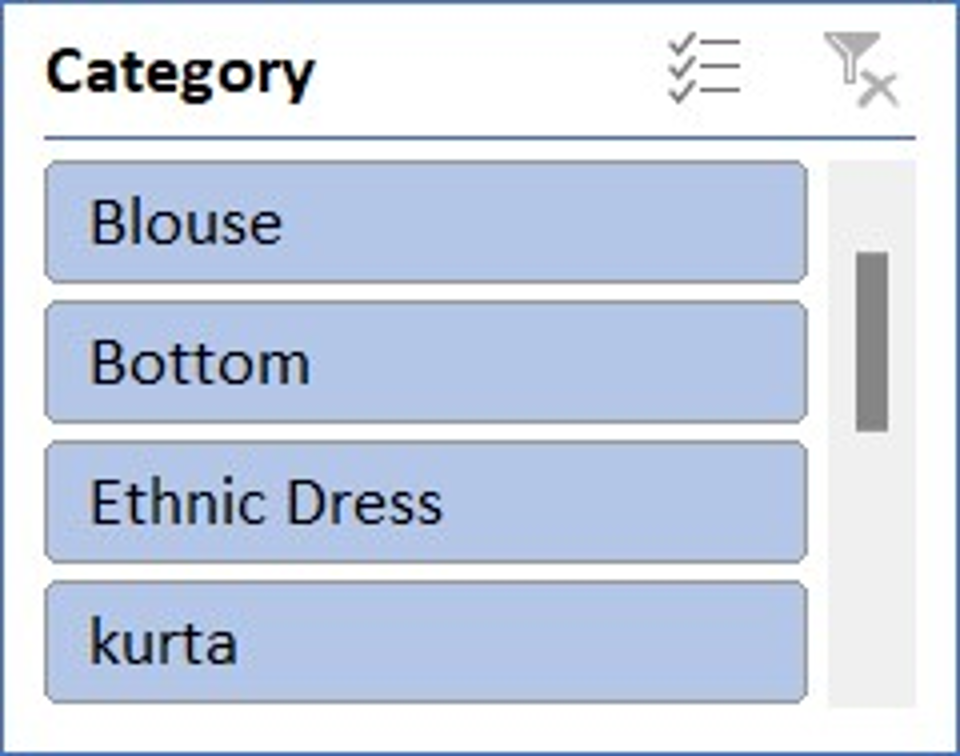 Category
Blouse
Bottom
Ethnic Dress
kurta